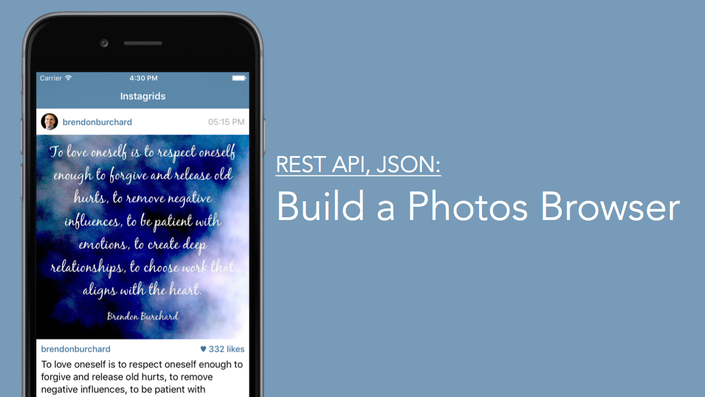 Carrier 4:30 PM
Instagrids
brendonburchard 05:15 PM
To love oneself is to respect oneself
enough to forgive and release old
hurts, to remove negative
influences, to be patient with
emotions, to create deep
relationships, to choose work that
aligns with the heart.
Brendon Burchard
brendonburchard 332 likes
To love oneself is to respect oneself enough to
forgive and release old hurts, to remove
negative influences, to be patient with
REST API, JSON:
Build a Photos Browser